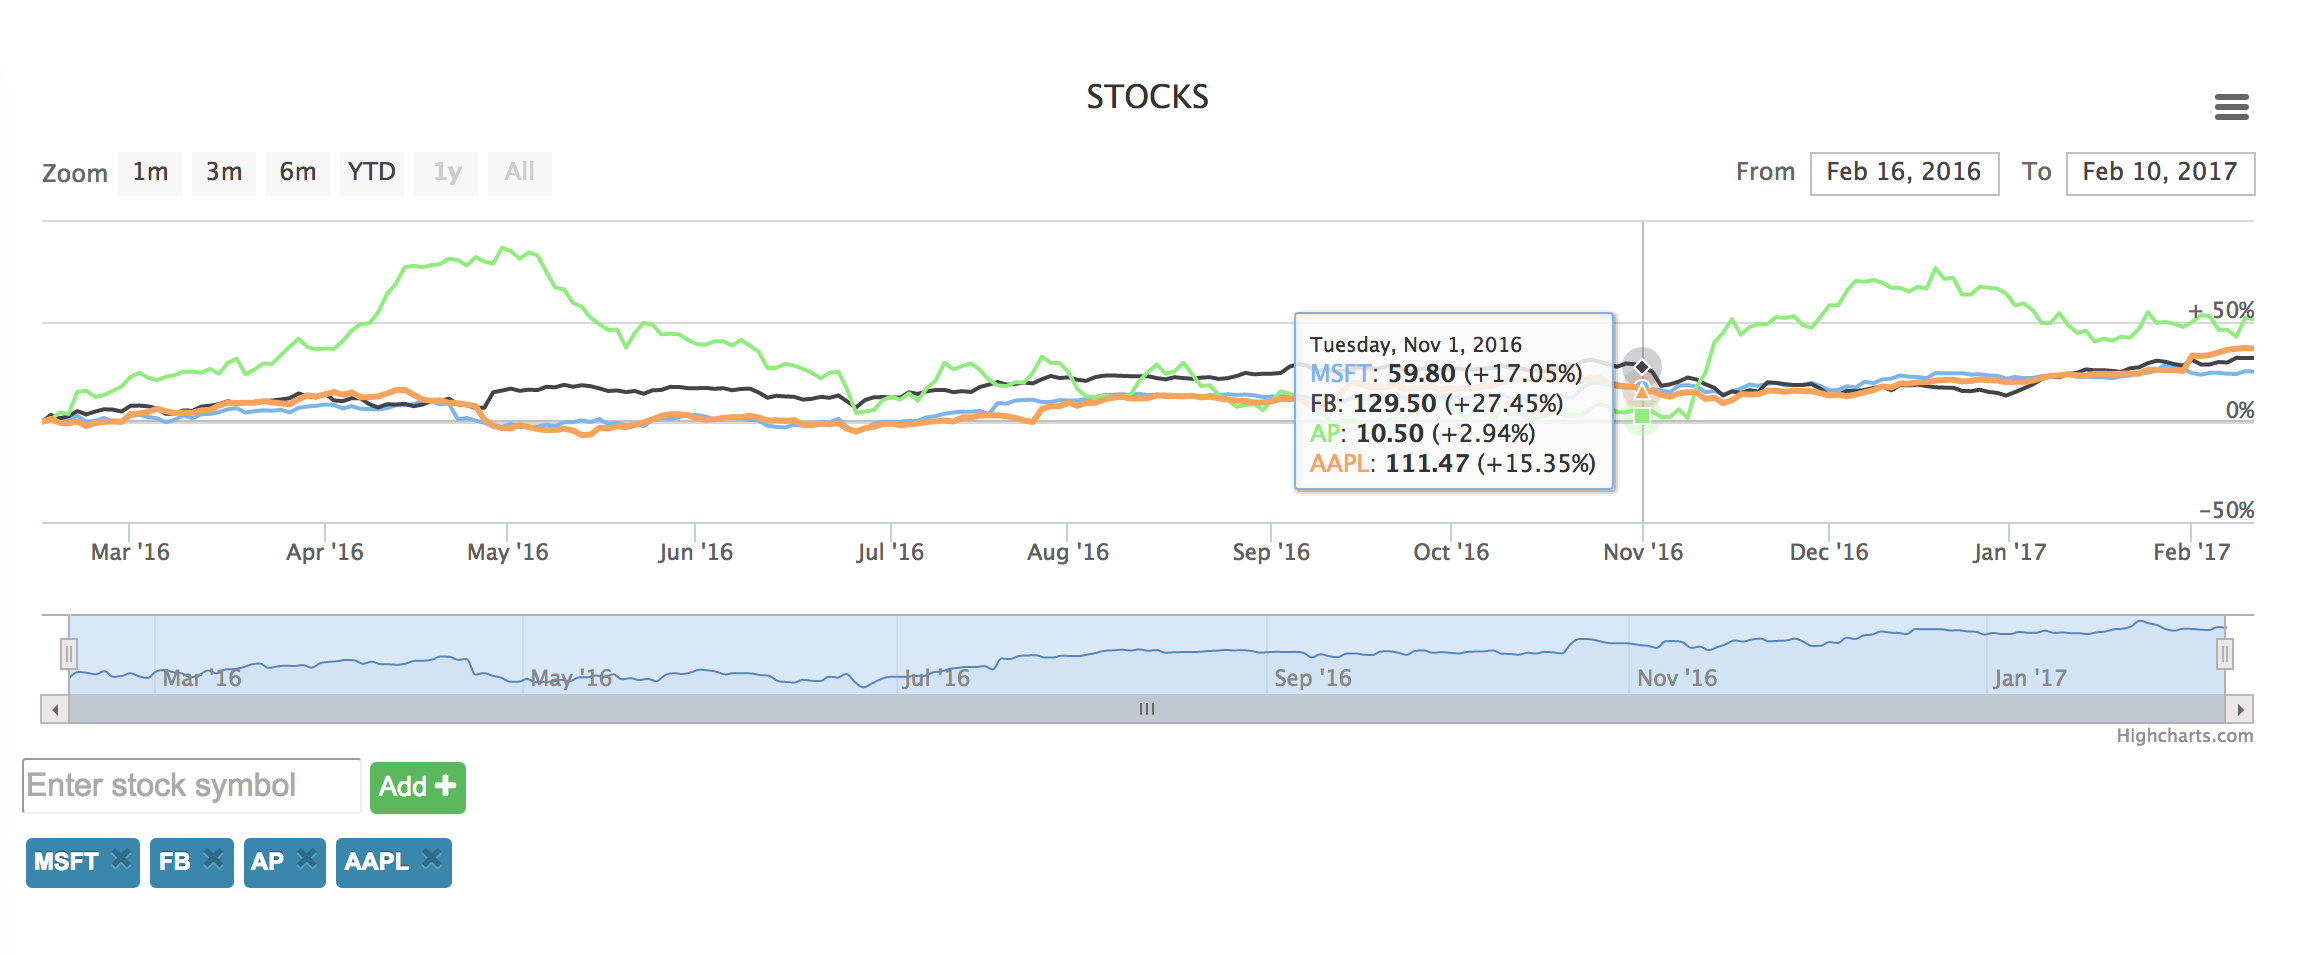 STOCKS
Zoom 1m 3m 6m YTD 1y All From Feb 16, 2016 To Feb 10, 2017
+ 50%
0%
−50%
Tuesday, Nov 1, 2016
MSFT: 59.80 (+17.05%)
FB: 129.50 (+27.45%)
AP: 10.50 (+2.94%)
AAPL: 111.47 (+15.35%)
Mar '16 Apr '16 May '16 Jun '16 Jul '16 Aug '16 Sep '16 Oct '16 Nov '16 Dec '16 Jan '17 Feb '17
Mar '16 May '16 Jul '16 Sep '16 Nov '16 Jan '17
Highcharts.com
Enter stock symbol Add +
MSFT FB AP AAPL